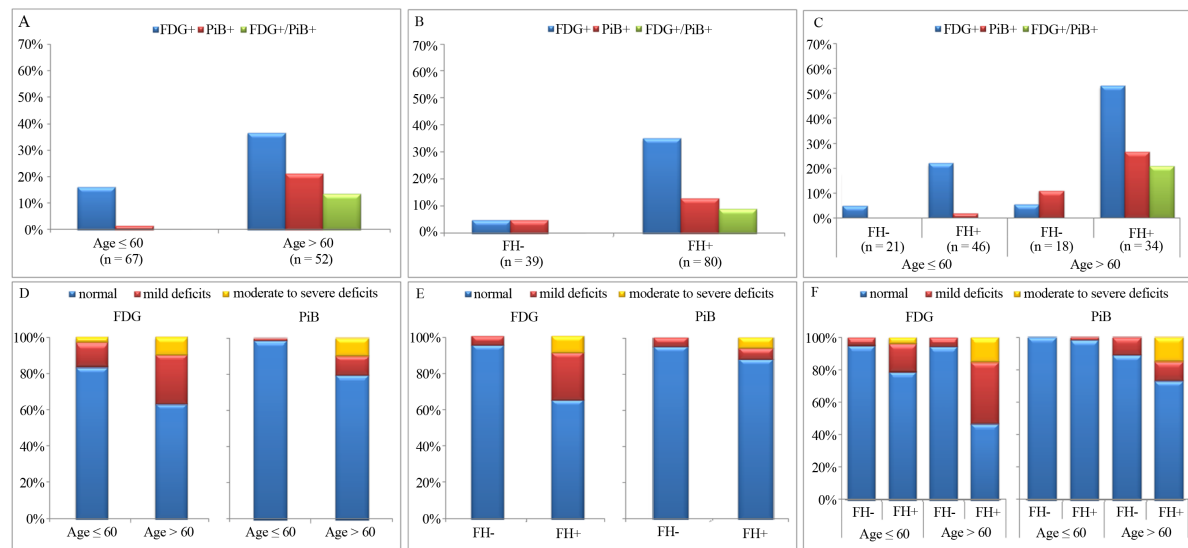 A
FDG+ PiB+ FDG+/PiB+
70%
60%
50%
40%
30%
20%
10%
0%
Age ≤ 60
(n = 67)
Age > 60
(n = 52)
B
FDG+ PiB+ FDG+/PiB+
70%
60%
50%
40%
30%
20%
10%
0%
FH-
(n = 39)
FH+
(n = 80)
C
FDG+ PiB+ FDG+/PiB+
70%
60%
50%
40%
30%
20%
10%
0%
FH- FH+ FH- FH+
(n = 21) (n = 46) (n = 18) (n = 34)
Age ≤ 60 Age > 60
D
normal mild deficits moderate to severe deficits
FDG PiB
100%
80%
60%
40%
20%
0%
Age ≤ 60 Age > 60 Age ≤ 60 Age > 60
E
normal mild deficits moderate to severe deficits
FDG PiB
100%
80%
60%
40%
20%
0%
FH- FH+ FH- FH+
F
normal mild deficits moderate to severe deficits
FDG PiB
100%
80%
60%
40%
20%
0%
FH- FH+ FH- FH+ FH- FH+ FH- FH+
Age ≤ 60 Age > 60 Age ≤ 60 Age > 60